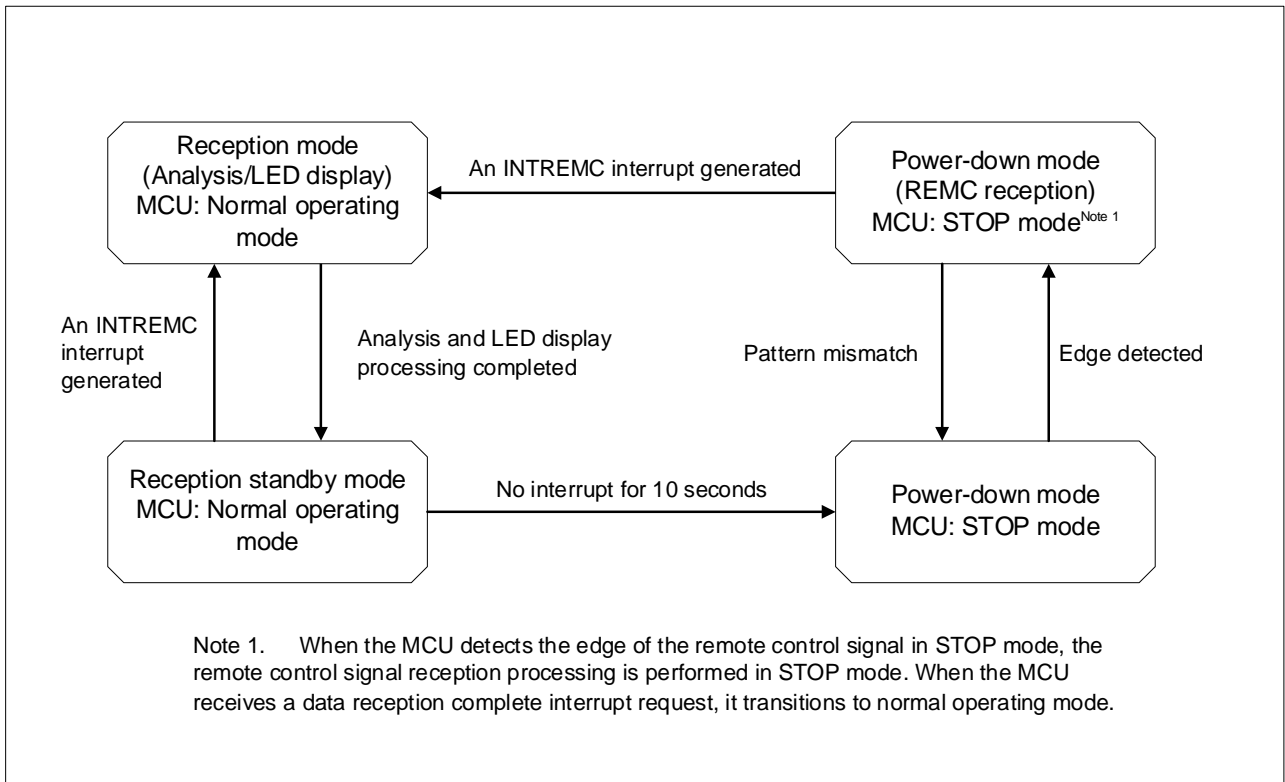 Reception mode
(Analysis/LED display)
MCU: Normal operating
mode
An INTREMC interrupt generated
Power-down mode
(REMC reception)
MCU: STOP mode Note 1
An INTREMC
interrupt
generated
Analysis and LED display
processing completed
Pattern mismatch
Edge detected
Reception standby mode
MCU: Normal operating
mode
No interrupt for 10 seconds
Power-down mode
MCU: STOP mode
Note 1. When the MCU detects the edge of the remote control signal in STOP mode, the
remote control signal reception processing is performed in STOP mode. When the MCU
receives a data reception complete interrupt request, it transitions to normal operating mode.